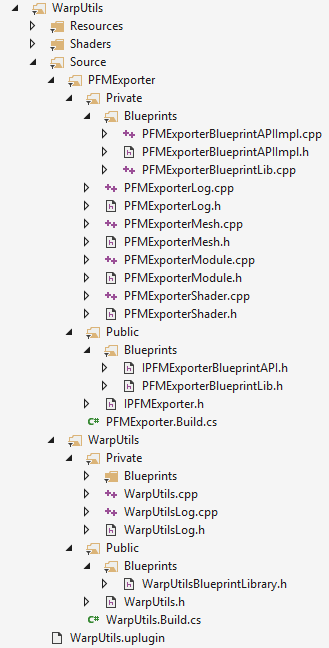 WarpUtils
Resources
Shaders
Source
PFMExporter
Private
Blueprints
PFMExporterBlueprintAPIImpl.cpp
PFMExporterBlueprintAPIImpl.h
PFMExporterBlueprintLib.cpp
PFMExporterLog.cpp
PFMExporterLog.h
PFMExporterMesh.cpp
PFMExporterMesh.h
PFMExporterModule.cpp
PFMExporterModule.h
PFMExporterShader.cpp
PFMExporterShader.h
Public
Blueprints
IPFMExporterBlueprintAPI.h
PFMExporterBlueprintLib.h
IPFMExporter.h
C# PFMExporter.Build.cs
WarpUtils
Private
Blueprints
WarpUtils.cpp
WarpUtilsLog.cpp
WarpUtilsLog.h
Public
Blueprints
WarpUtilsBlueprintLibrary.h
WarpUtils.h
C# WarpUtils.Build.cs
WarpUtils.uplugin